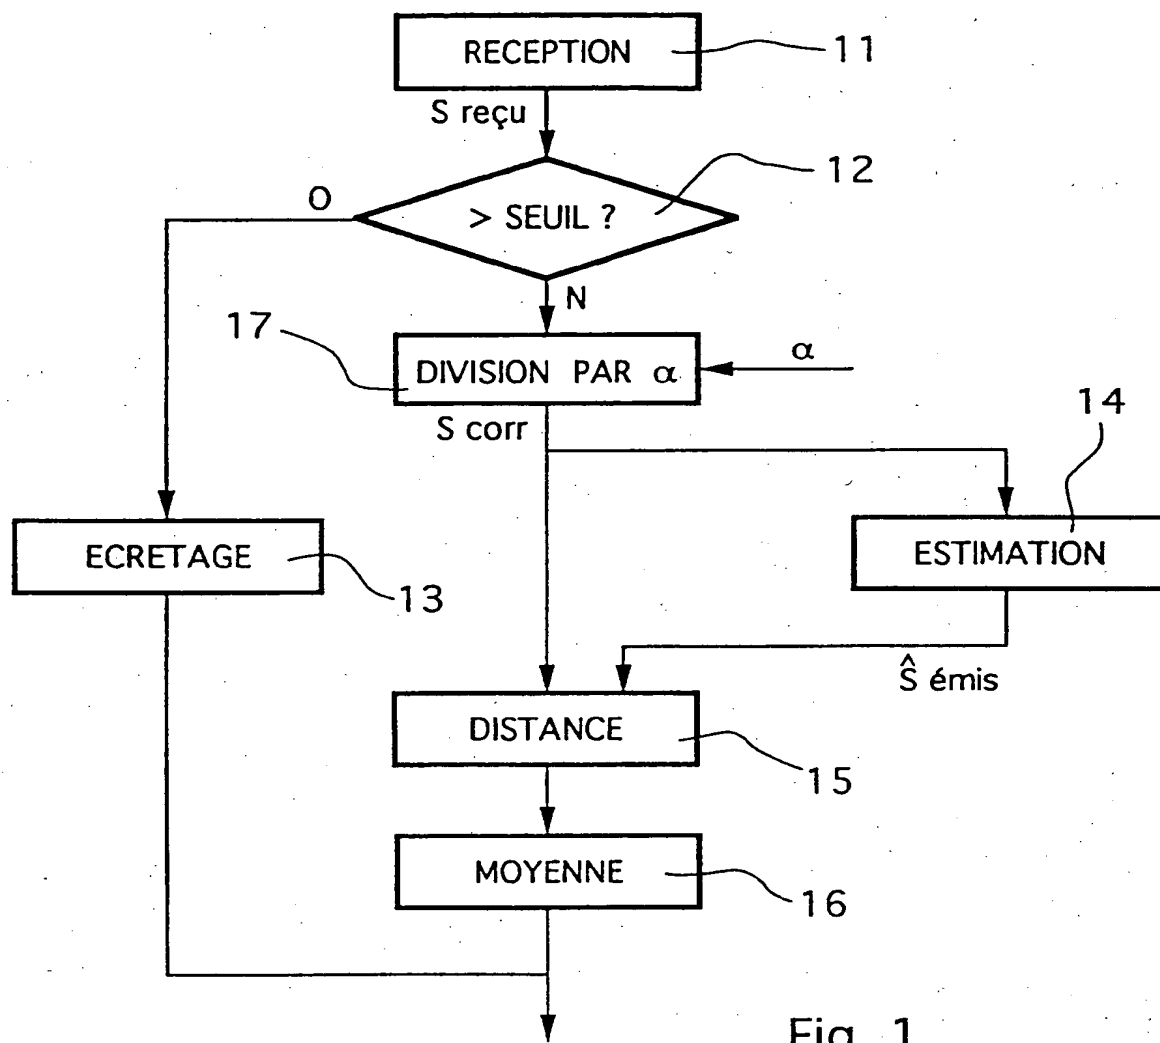 RECEPTION
11
S reçu
12
O
> SEUIL ?
N
17
DIVISION PAR α
α
S corr
14
ECRETAGE
ESTIMATION
13
Ŝ émis
DISTANCE
15
MOYENNE
16
Fig. 1